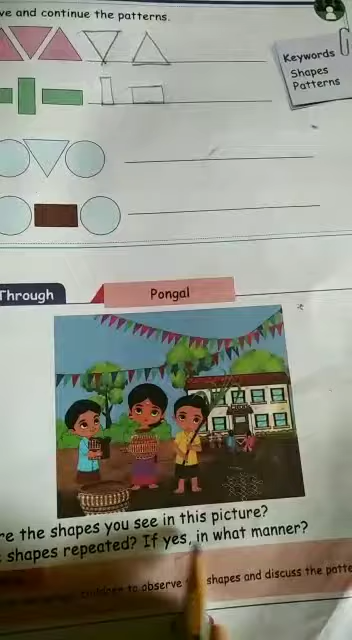 ve and continue the patterns.
Keywords
Shapes
Patterns
Through
Pongal
re the shapes you see in this picture?
shapes repeated? If yes, in what manner?
children to observe shapes and discuss the patte